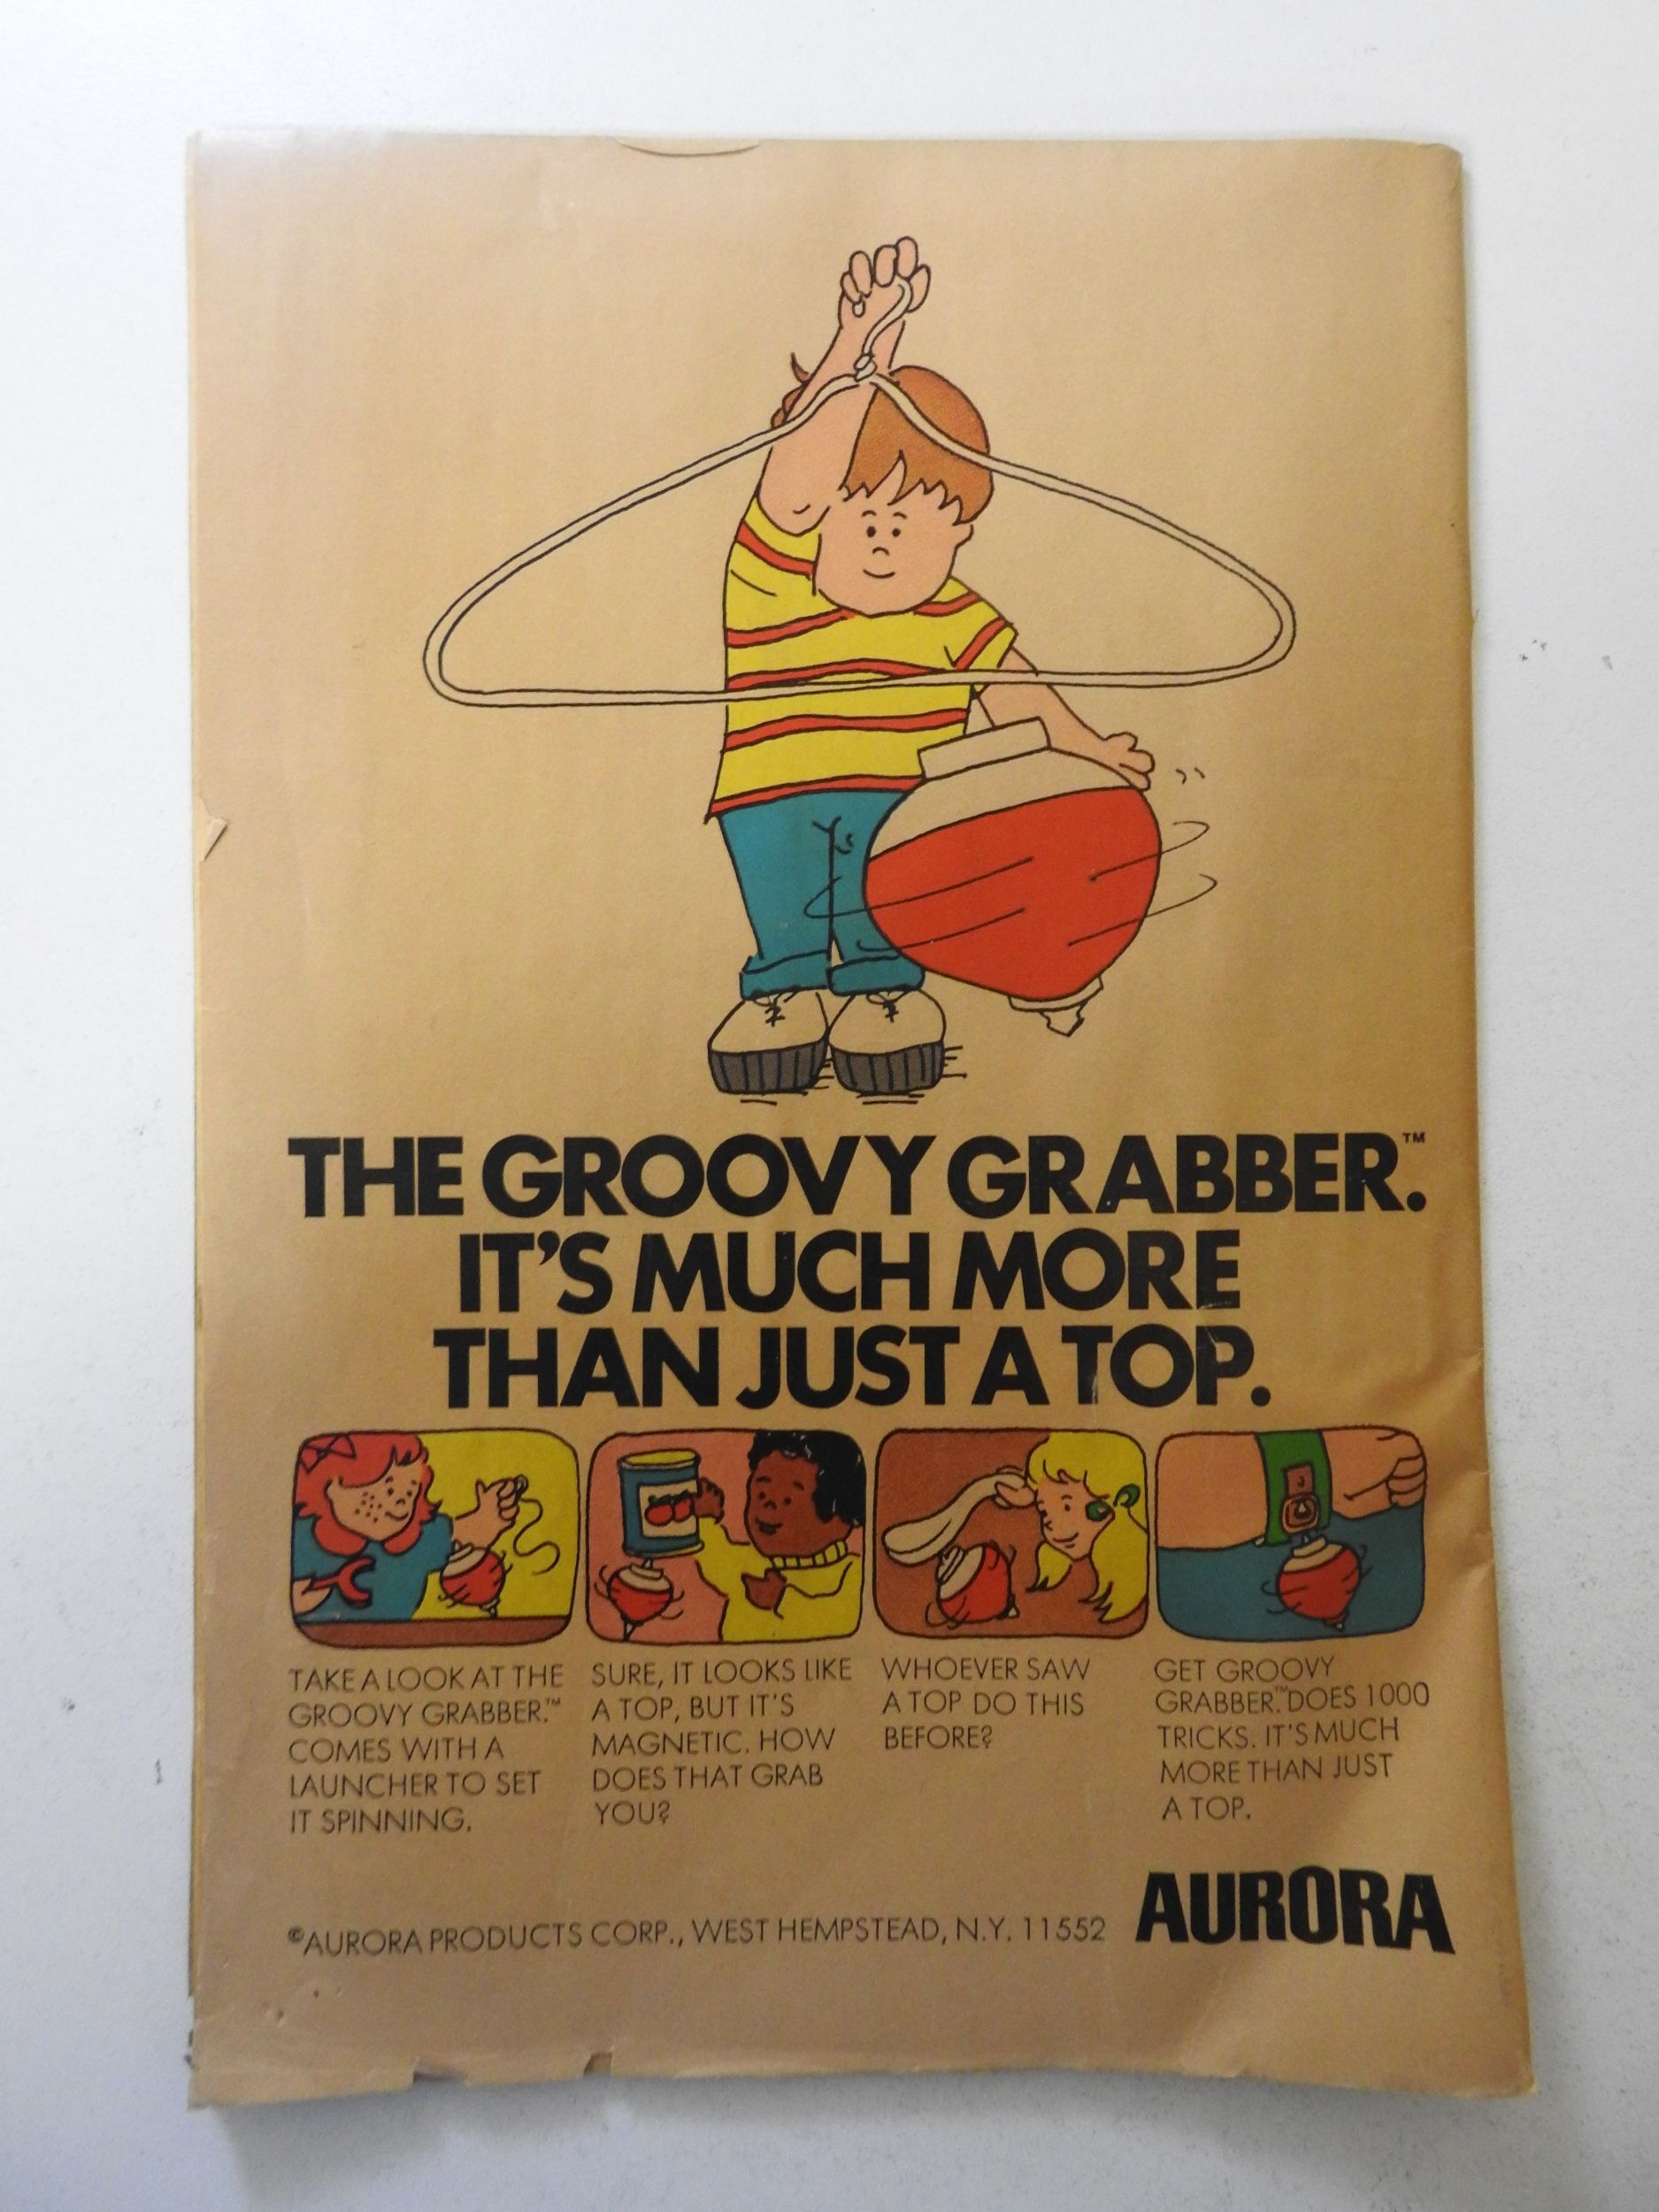 THE GROOVY GRABBER.™
IT'S MUCH MORE
THAN JUST A TOP.
TAKE A LOOK AT THE
GROOVY GRABBER.™
COMES WITH A
LAUNCHER TO SET
IT SPINNING.
SURE, IT LOOKS LIKE
A TOP, BUT IT'S
MAGNETIC. HOW
DOES THAT GRAB
YOU?
WHOEVER SAW
A TOP DO THIS
BEFORE?
GET GROOVY
GRABBER.™ DOES 1000
TRICKS. IT'S MUCH
MORE THAN JUST
A TOP.
©AURORA PRODUCTS CORP., WEST HEMPSTEAD, N.Y. 11552
AURORA